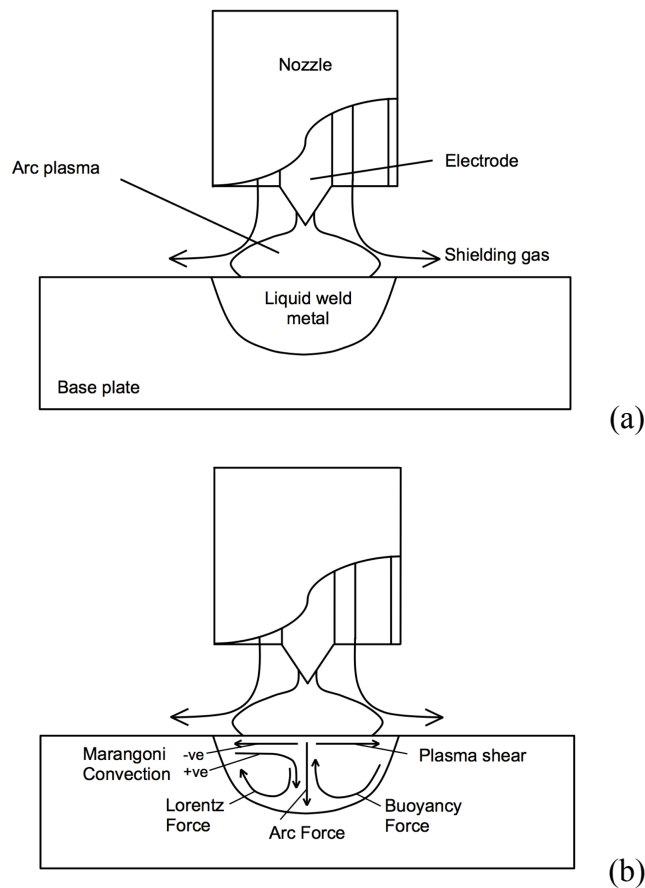 Nozzle
Arc plasma
Electrode
Shielding gas
Liquid weld
metal
Base plate
(a)
Marangoni -ve
Convection +ve
Plasma shear
Lorentz
Force
Arc Force
Buoyancy
Force
(b)